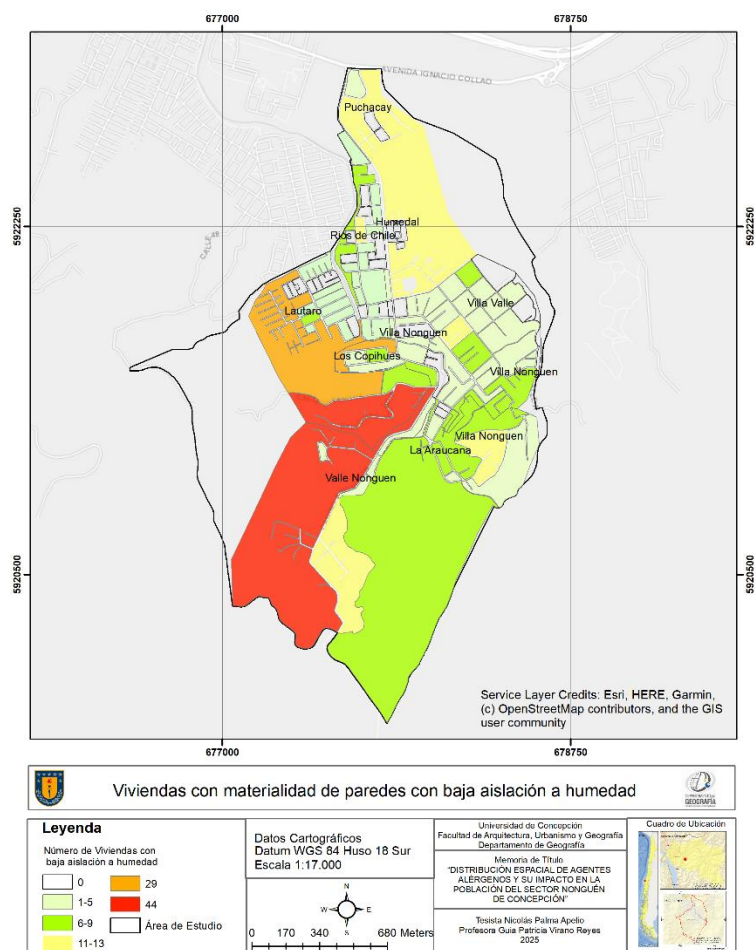 677000
678750
AVENIDA IGNACIO COLLAO
Puchacay
5922250
5922250
CALLE 48
Humedal
Rios de Chile
Villa Valle
Lautaro
Villa Nonguen
Los Copihues
Villa Nonguen
Villa Nonguen
La Araucana
Valle Nonguen
5920500
5920500
Service Layer Credits: Esri, HERE, Garmin,
(c) OpenStreetMap contributors, and the GIS
user community
677000
678750
Viviendas con materialidad de paredes con baja aislación a humedad
GEOGRAFÍA
Leyenda
Número de Viviendas con
baja aislación a humedad
0
1-5
6-9
11-13
29
44
Área de Estudio
Datos Cartográficos
Datum WGS 84 Huso 18 Sur
Escala 1:17.000
N
W
E
S
0 170 340 680 Meters
Universidad de Concepción
Facultad de Arquitectura, Urbanismo y Geografía
Departamento de Geografía
Memoria de Título
"DISTRIBUCIÓN ESPACIAL DE AGENTES
ALÉRGENOS Y SU IMPACTO EN LA
POBLACIÓN DEL SECTOR NONGUÉN
DE CONCEPCIÓN"
Tesista Nicolás Palma Apelio
Profesora Guia Patricia Virano Reyes
2025
Cuadro de Ubicación